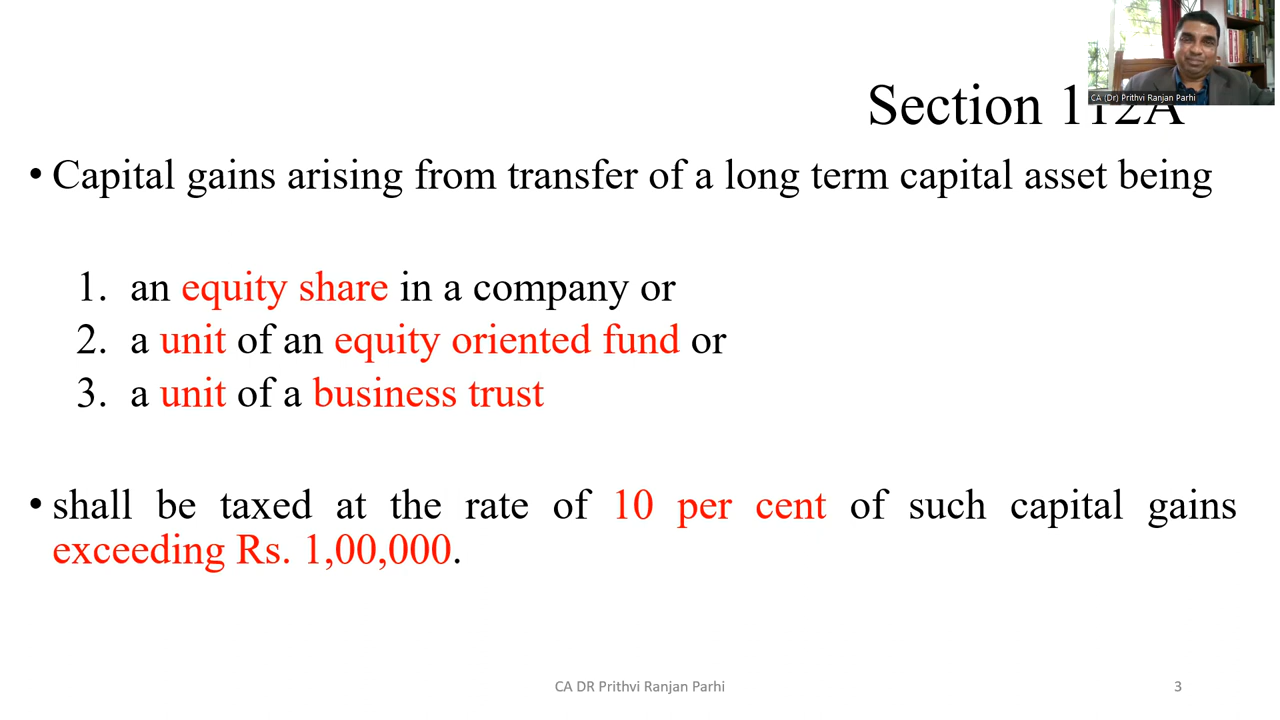 CA (Dr) Prithvi Ranjan Parhi
Section 112A
• Capital gains arising from transfer of a long term capital asset being
1. an equity share in a company or
2. a unit of an equity oriented fund or
3. a unit of a business trust
• shall be taxed at the rate of 10 per cent of such capital gains
exceeding Rs. 1,00,000.
CA DR Prithvi Ranjan Parhi
3